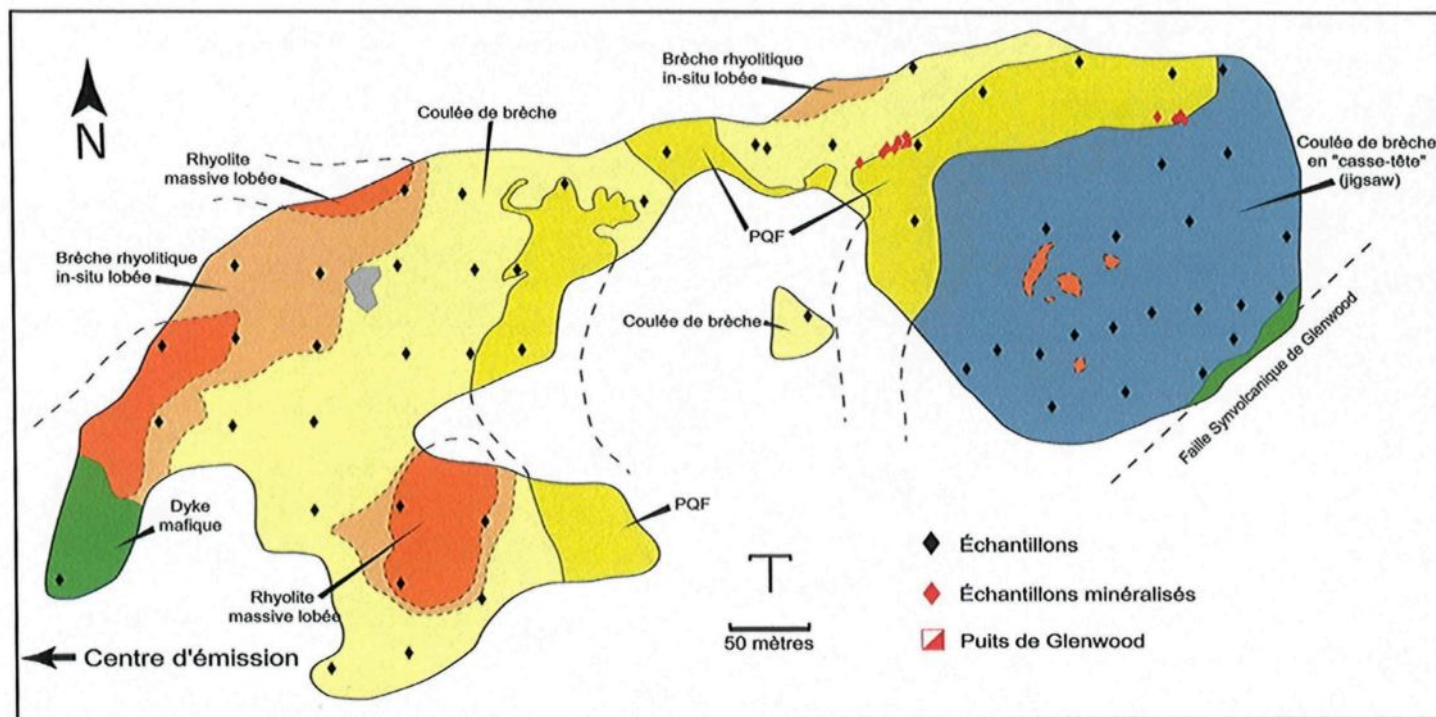 Brèche rhyolitique
in-situ lobée
Coulée de brèche
N
Rhyolite
massive lobée
Coulée de brèche
en "casse-tête"
(jigsaw)
PQF
Brèche rhyolitique
in-situ lobée
Coulée de brèche
Faille Synvolcanique de Glenwood
Dyke
mafique
PQF
Échantillons
Rhyolite
massive lobée
Échantillons minéralisés
50 mètres
Puits de Glenwood
Centre d'émission